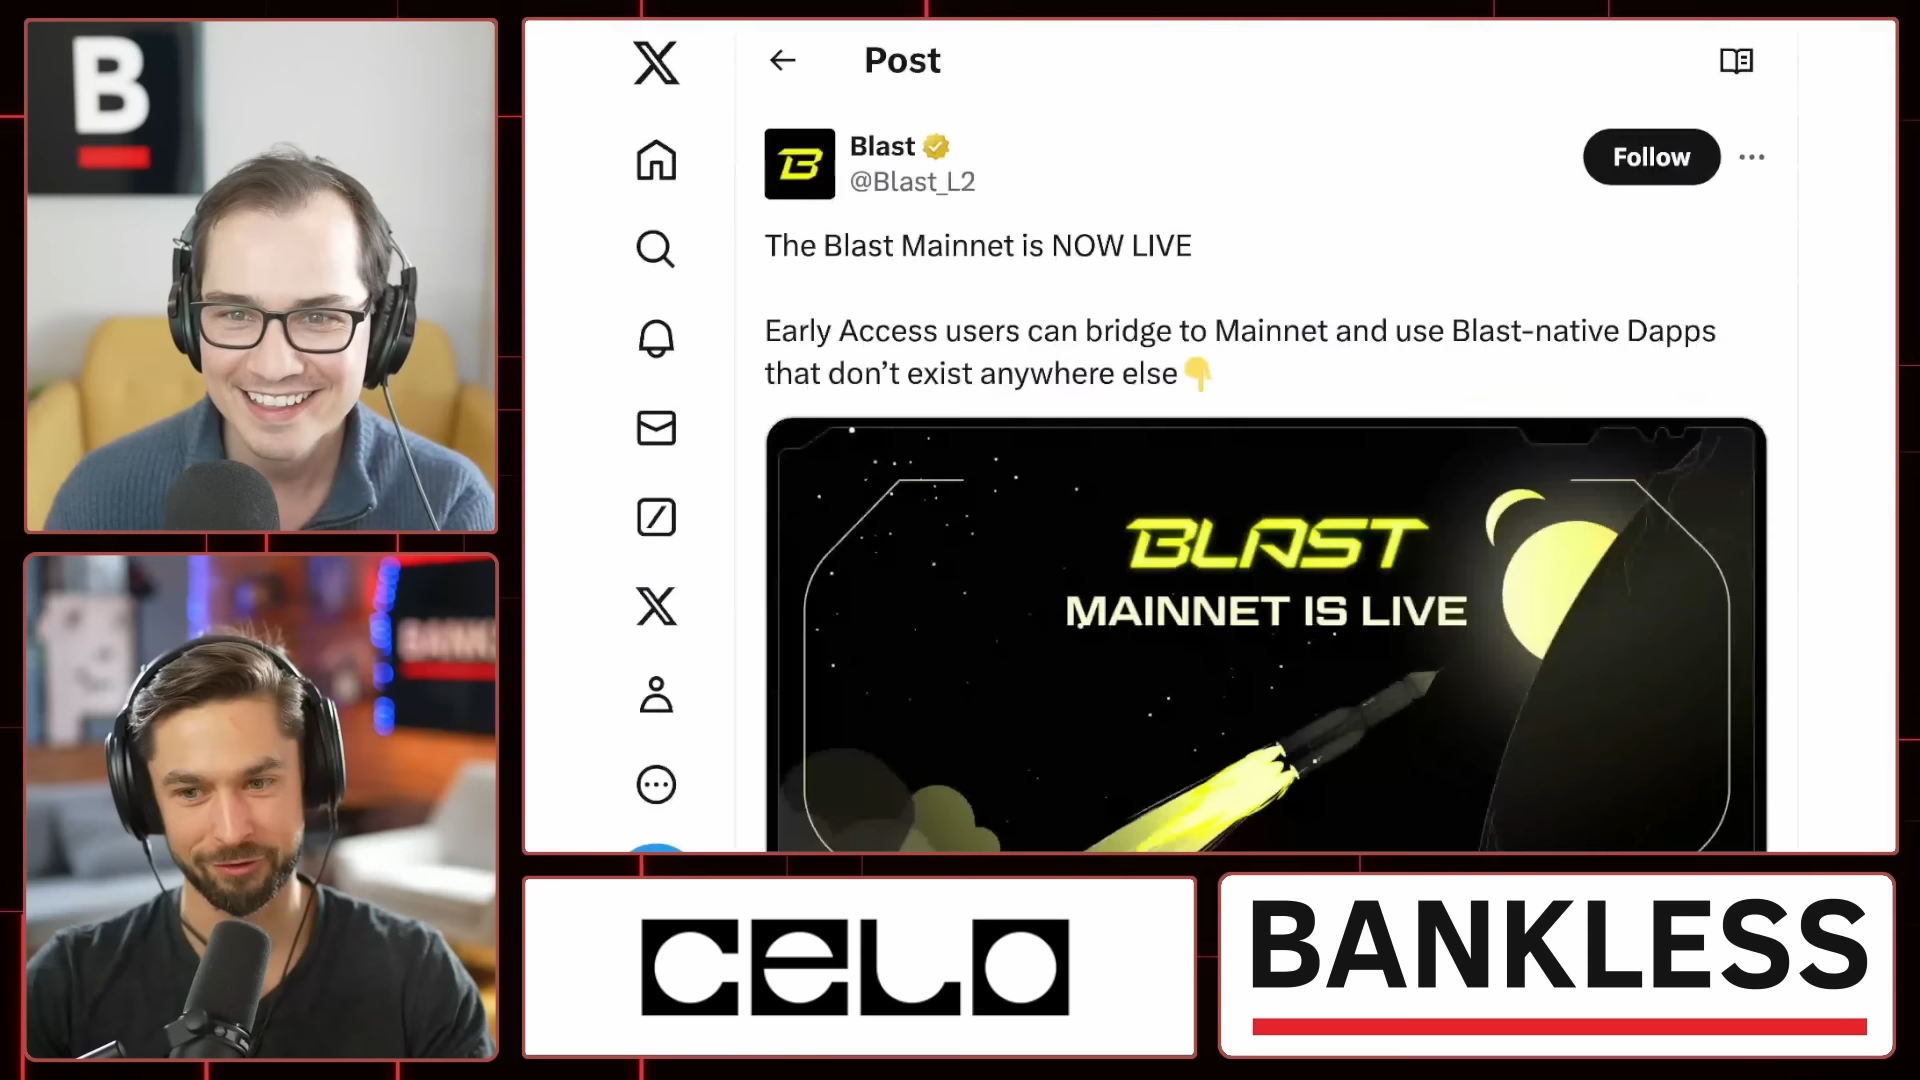 B
BANKLESS
Post
Blast
@Blast_L2
Follow
The Blast Mainnet is NOW LIVE
Early Access users can bridge to Mainnet and use Blast-native Dapps
that don’t exist anywhere else👇
BLAST
MAINNET IS LIVE
CELO
BANKLESS